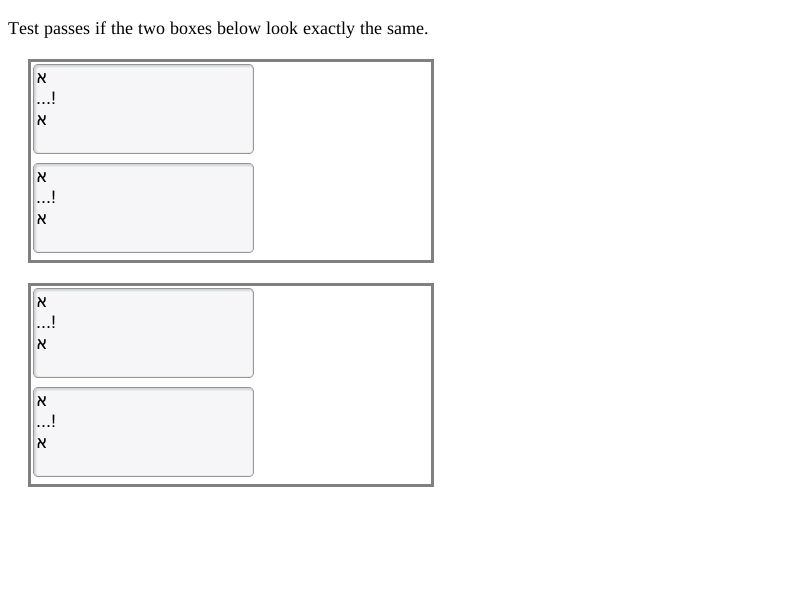 Test passes if the two boxes below look exactly the same.
א
...!
א
א
...!
א
א
...!
א
א
...!
א